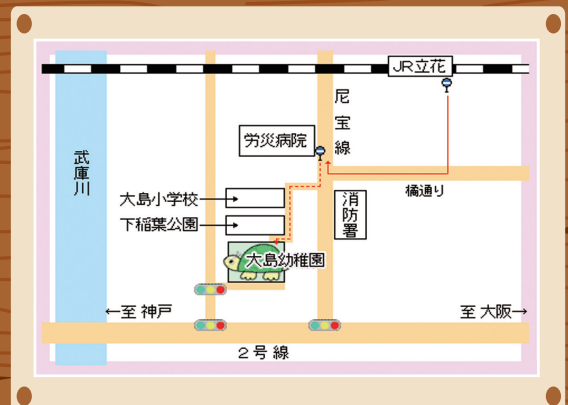 JR立花
尼宝線
労災病院
武庫川
大島小学校
橘通り
消防署
下稲葉公園
大島幼稚園
←至 神戸
至 大阪→
2号線